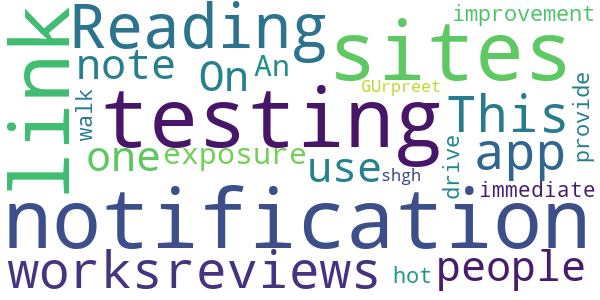 link
Reading
improvement
sites
note
On
An
GUrpreet
walk
testing
This
provide
one
exposure
use
app
drive
shgh
immediate
notification
worksreviews
hot
people